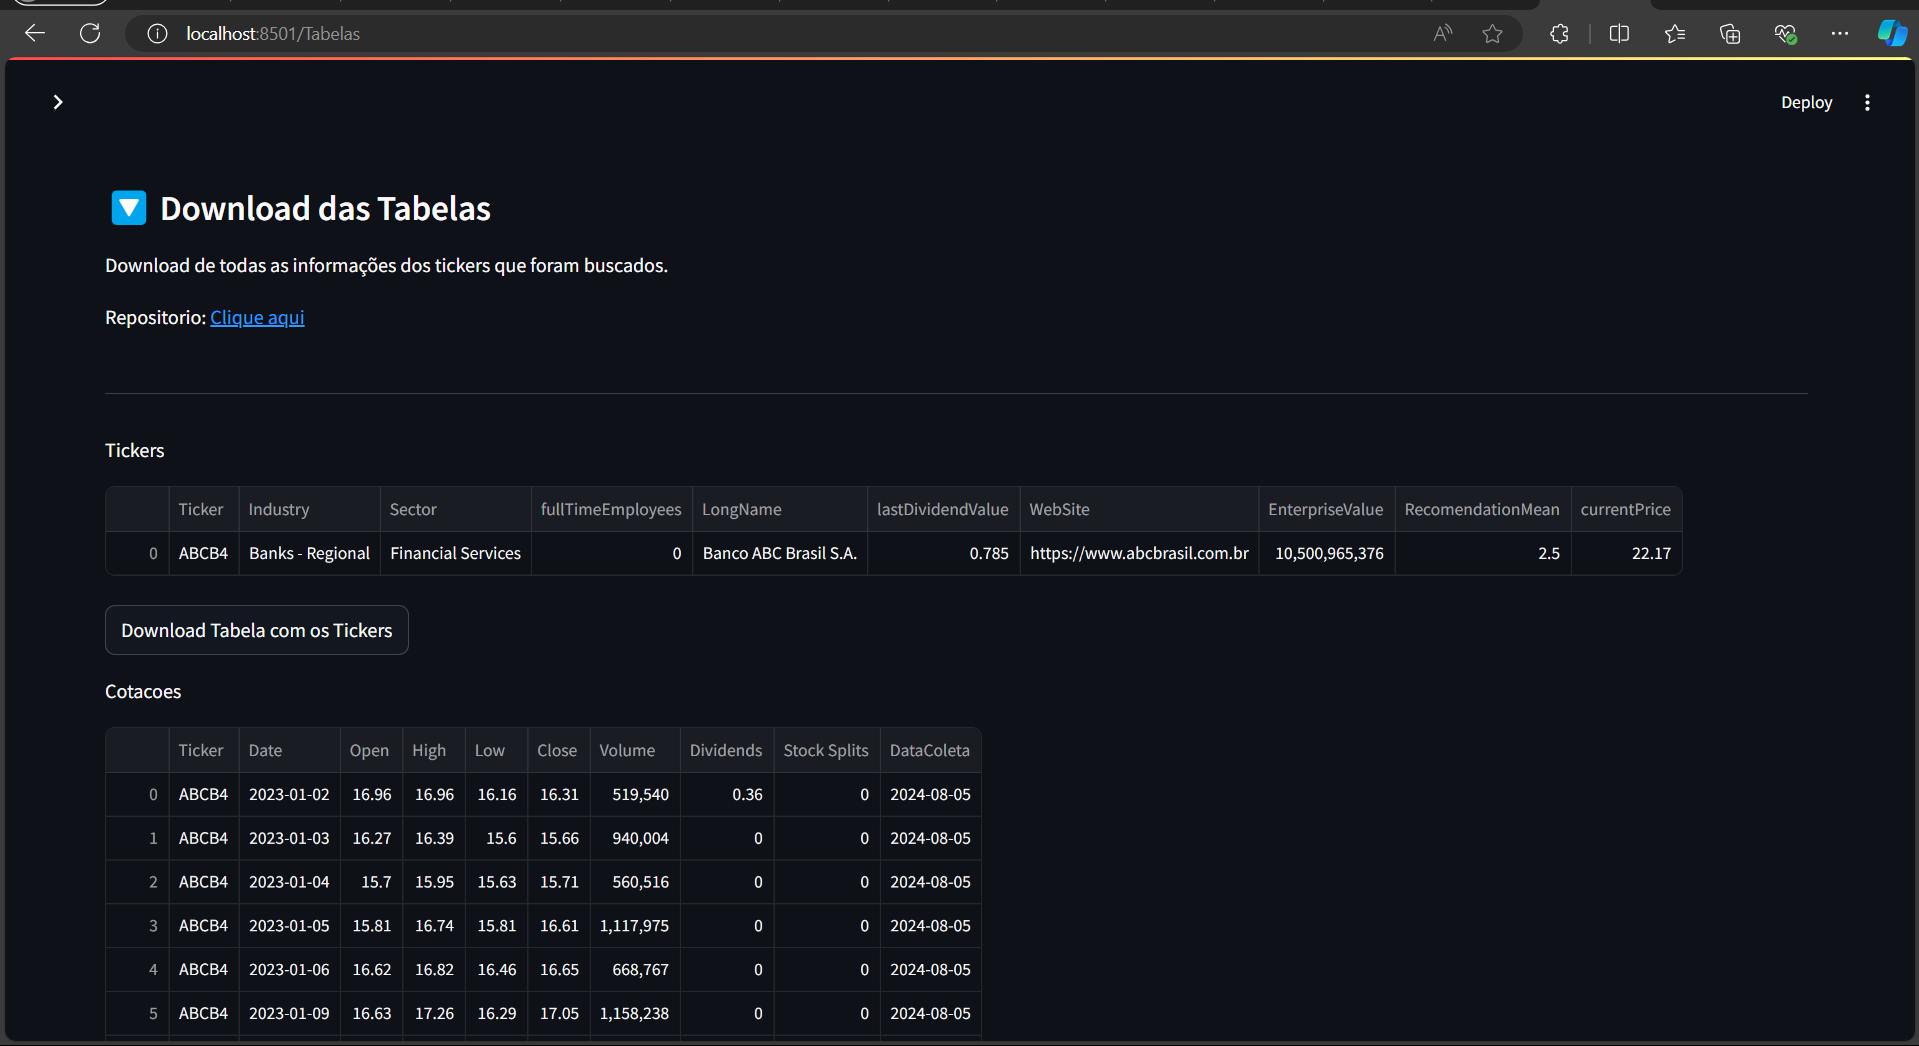 localhost:8501/Tabelas
Deploy
Download das Tabelas
Download de todas as informações dos tickers que foram buscados.
Repositorio: Clique aqui
Tickers
Ticker Industry Sector fullTimeEmployees LongName lastDividendValue WebSite EnterpriseValue RecomendationMean currentPrice
0 ABCB4 Banks - Regional Financial Services 0 Banco ABC Brasil S.A. 0.785 https://www.abcbrasil.com.br 10,500,965,376 2.5 22.17
Download Tabela com os Tickers
Cotacoes
Ticker Date Open High Low Close Volume Dividends Stock Splits DataColeta
0 ABCB4 2023-01-02 16.96 16.96 16.16 16.31 519,540 0.36 0 2024-08-05
1 ABCB4 2023-01-03 16.27 16.39 15.6 15.66 940,004 0 0 2024-08-05
2 ABCB4 2023-01-04 15.7 15.95 15.63 15.71 560,516 0 0 2024-08-05
3 ABCB4 2023-01-05 15.81 16.74 15.81 16.61 1,117,975 0 0 2024-08-05
4 ABCB4 2023-01-06 16.62 16.82 16.46 16.65 668,767 0 0 2024-08-05
5 ABCB4 2023-01-09 16.63 17.26 16.29 17.05 1,158,238 0 0 2024-08-05